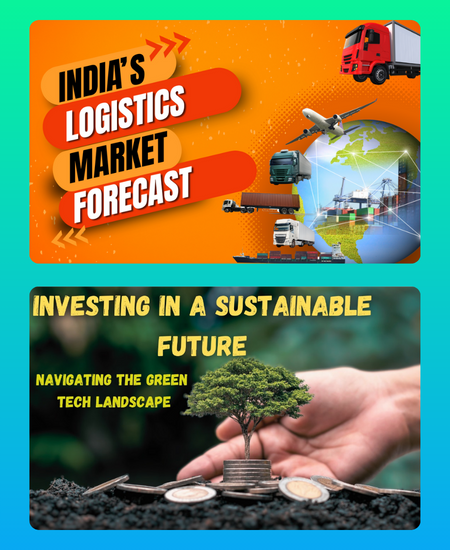 INDIA'S
LOGISTICS
MARKET
FORECAST
INVESTING IN A SUSTAINABLE
FUTURE
NAVIGATING THE GREEN
TECH LANDSCAPE